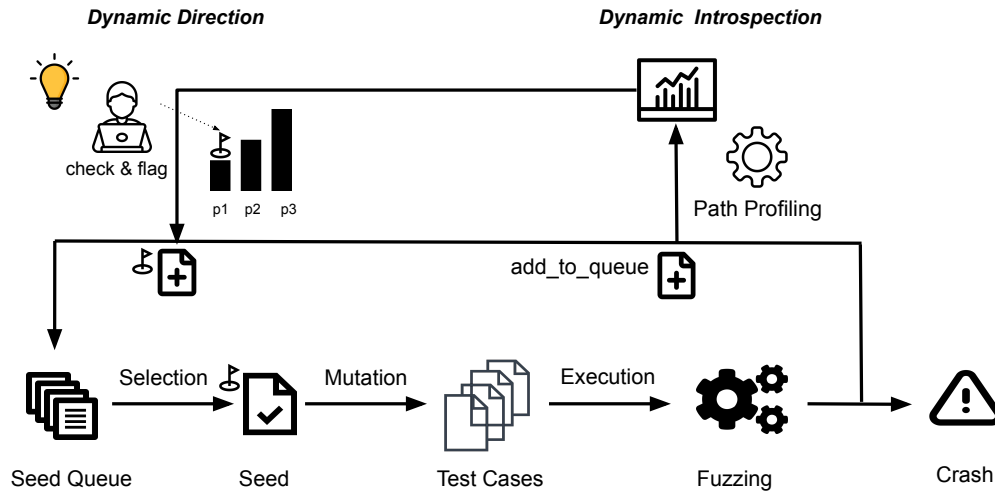 Dynamic Direction
Dynamic Introspection
check & flag
p1 p2 p3
Path Profiling
add_to_queue
Selection
Mutation
Execution
Seed Queue
Seed
Test Cases
Fuzzing
Crash